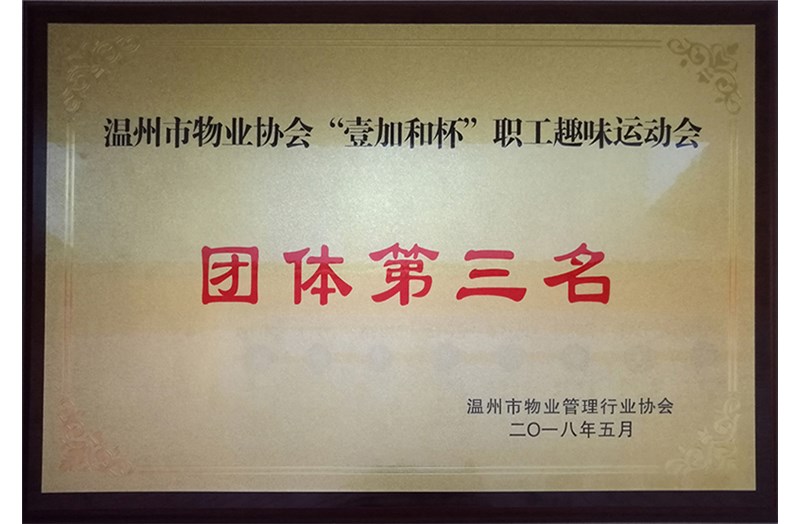 温州市物业协会“壹加和杯”职工趣味运动会
团体第三名
温州市物业管理行业协会
二〇一八年五月